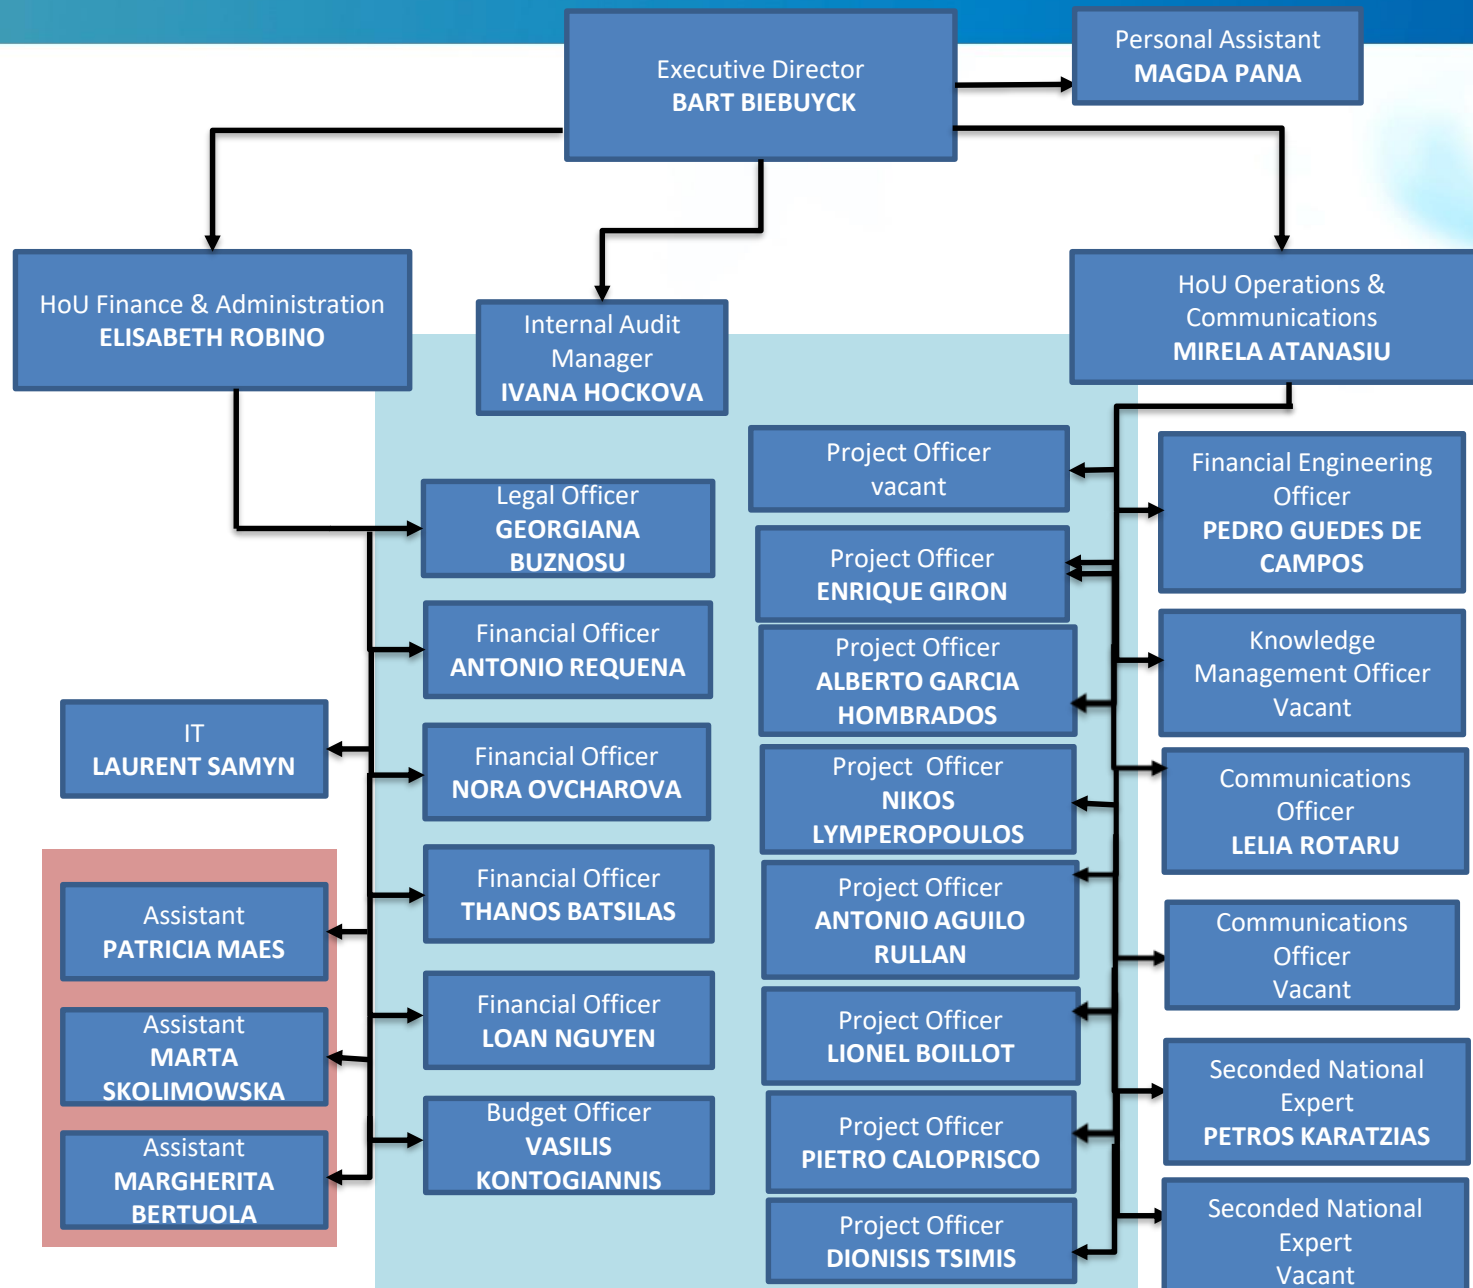 Executive Director
BART BIEBUYCK
Personal Assistant
MAGDA PANA
HoU Finance & Administration
ELISABETH ROBINO
Internal Audit
Manager
IVANA HOCKOVA
HoU Operations &
Communications
MIRELA ATANASIU
Legal Officer
GEORGIANA
BUZNOSU
Financial Officer
ANTONIO REQUENA
IT
LAURENT SAMYN
Financial Officer
NORA OVCHAROVA
Financial Officer
THANOS BATSILAS
Assistant
PATRICIA MAES
Financial Officer
LOAN NGUYEN
Assistant
MARTA
SKOLIMOWSKA
Budget Officer
VASILIS
KONTOGIANNIS
Assistant
MARGHERITA
BERTUOLA
Project Officer
vacant
Project Officer
ENRIQUE GIRON
Project Officer
ALBERTO GARCIA
HOMBRADOS
Project  Officer
NIKOS
LYMPEROPOULOS
Project Officer
ANTONIO AGUILO
RULLAN
Project Officer
LIONEL BOILLOT
Project Officer
PIETRO CALOPRISCO
Project Officer
DIONISIS TSIMIS
Financial Engineering
Officer
PEDRO GUEDES DE
CAMPOS
Knowledge
Management Officer
Vacant
Communications
Officer
LELIA ROTARU
Communications
Officer
Vacant
Seconded National
Expert
PETROS KARATZIAS
Seconded National
Expert
Vacant